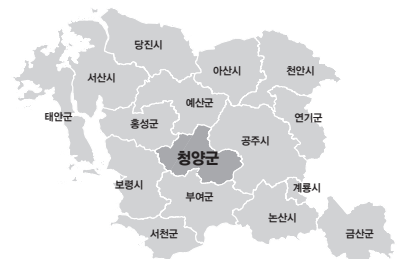 당진시
아산시
천안시
서산시
예산군
태안군
홍성군
연기군
공주시
청양군
보령시
계룡시
부여군
논산시
서천군
금산군